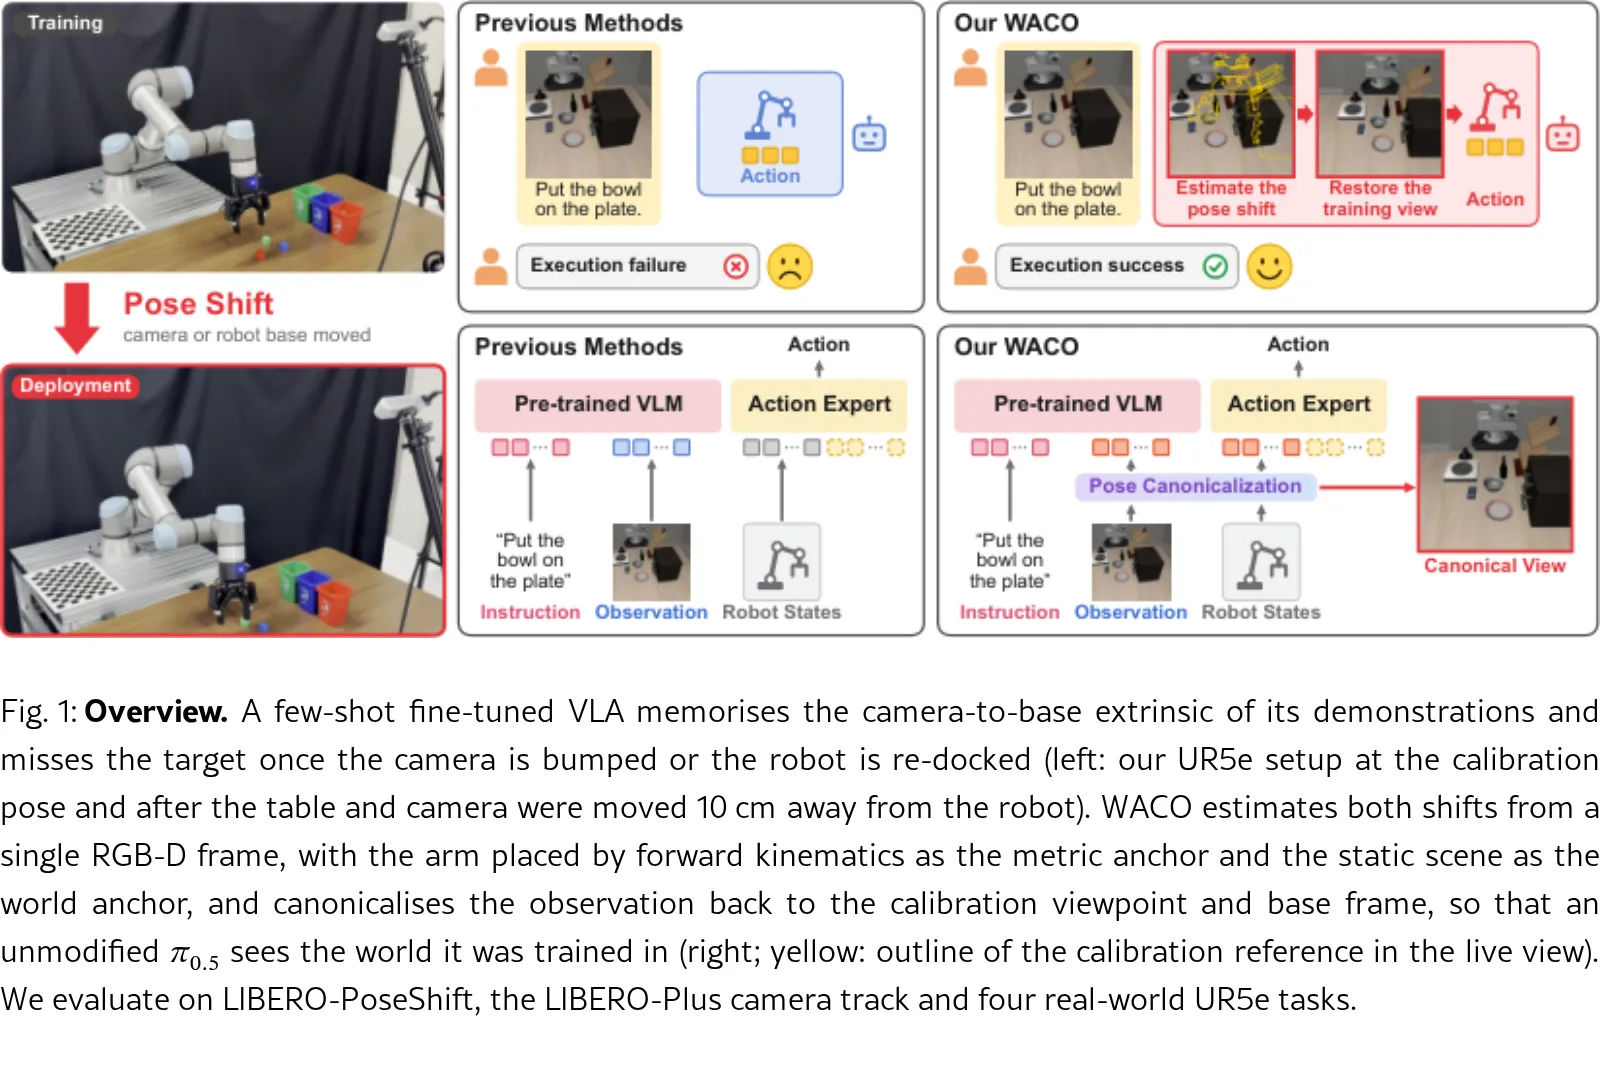 Training
Pose Shift
camera or robot base moved
Deployment
Previous Methods
Put the bowl
on the plate.
Action
Execution failure
Our WACO
Put the bowl
on the plate.
Estimate the
pose shift
Restore the
training view
Action
Execution success
Previous Methods
Action
Pre-trained VLM
Action Expert
“Put the
bowl on
the plate”
Instruction
Observation
Robot States
Our WACO
Action
Pre-trained VLM
Action Expert
Pose Canonicalization
“Put the
bowl on
the plate”
Instruction
Observation
Robot States
Canonical View
Fig. 1: Overview. A few-shot fine-tuned VLA memorises the camera-to-base extrinsic of its demonstrations and
misses the target once the camera is bumped or the robot is re-docked (left: our UR5e setup at the calibration
pose and after the table and camera were moved 10 cm away from the robot). WACO estimates both shifts from a
single RGB-D frame, with the arm placed by forward kinematics as the metric anchor and the static scene as the
world anchor, and canonicalises the observation back to the calibration viewpoint and base frame, so that an
unmodified π0.5 sees the world it was trained in (right; yellow: outline of the calibration reference in the live view).
We evaluate on LIBERO-PoseShift, the LIBERO-Plus camera track and four real-world UR5e tasks.